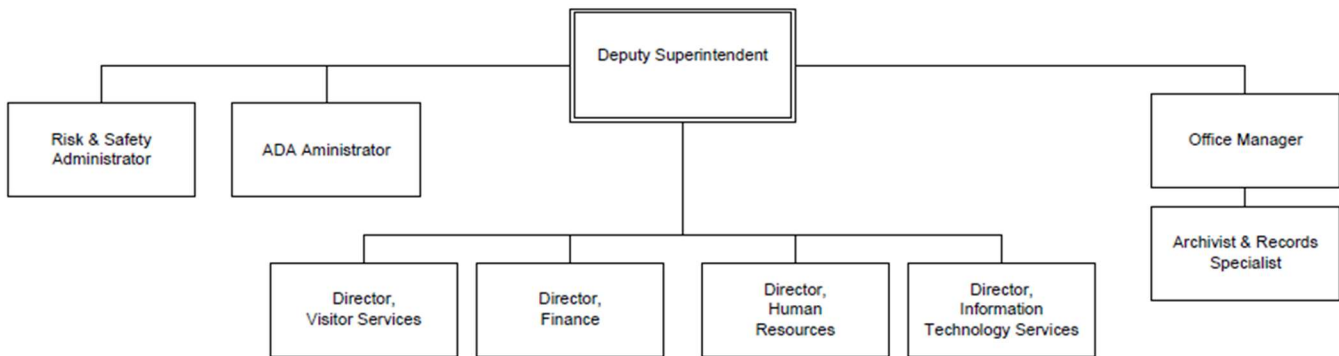 Deputy Superintendent
Risk & Safety
Administrator
ADA Aministrator
Office Manager
Archivist & Records
Specialist
Director,
Visitor Services
Director,
Finance
Director,
Human
Resources
Director,
Information
Technology Services